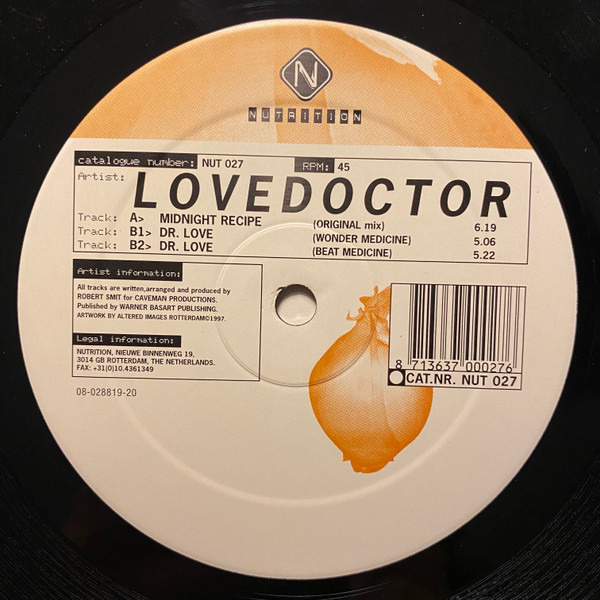 N
NUTRITION
catalogue number: NUT 027 RPM: 45
Artist: LOVEDOCTOR
Track: A> MIDNIGHT RECIPE (ORIGINAL mix) 6.19
Track: B1> DR. LOVE (WONDER MEDICINE) 5.06
Track: B2> DR. LOVE (BEAT MEDICINE) 5.22
Artist information:
All tracks are written,arranged and produced by
ROBERT SMIT for CAVEMAN PRODUCTIONS.
Published by WARNER BASART PUBLISHING.
ARTWORK BY ALTERED IMAGES ROTTERDAM©1997.
Legal information:
NUTRITION, NIEUWE BINNENWEG 19,
3014 GB ROTTERDAM, THE NETHERLANDS.
FAX: +31(0)10.4361349
08-028819-20
8 713637 000276
CAT.NR. NUT 027